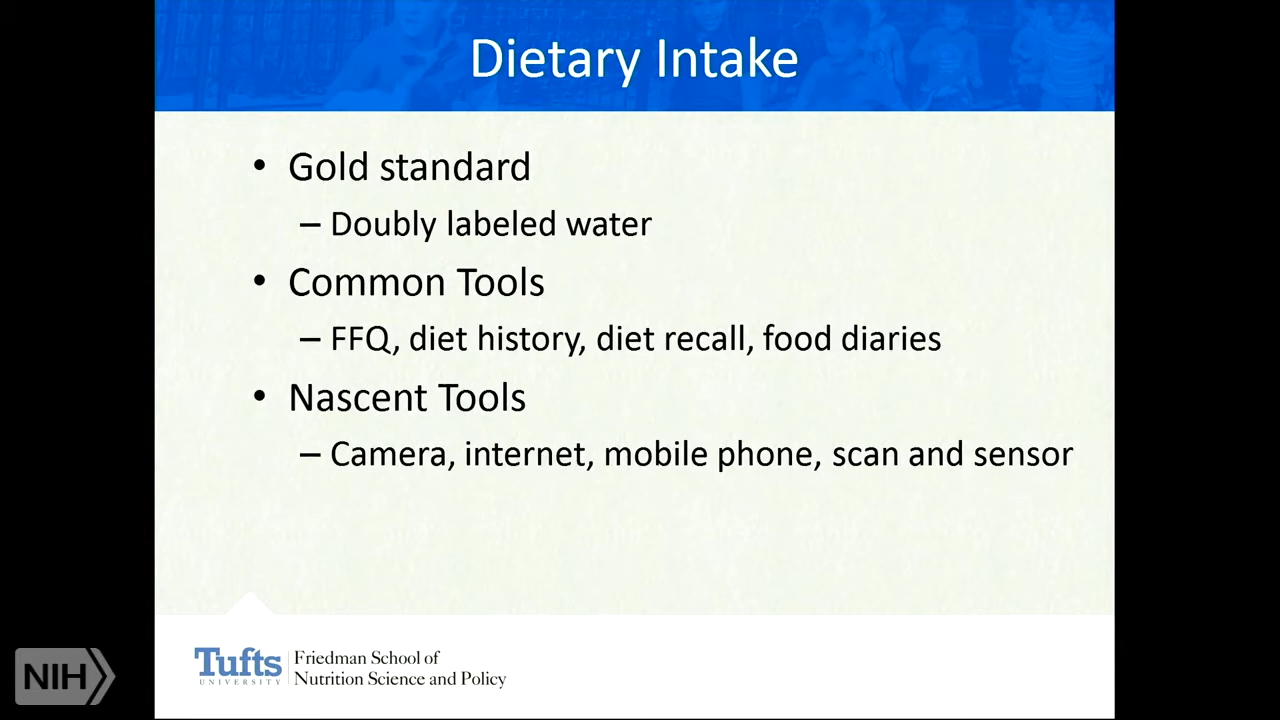 Dietary Intake
• Gold standard
– Doubly labeled water
• Common Tools
– FFQ, diet history, diet recall, food diaries
• Nascent Tools
– Camera, internet, mobile phone, scan and sensor
Tufts
UNIVERSITY
Friedman School of
Nutrition Science and Policy
NIH